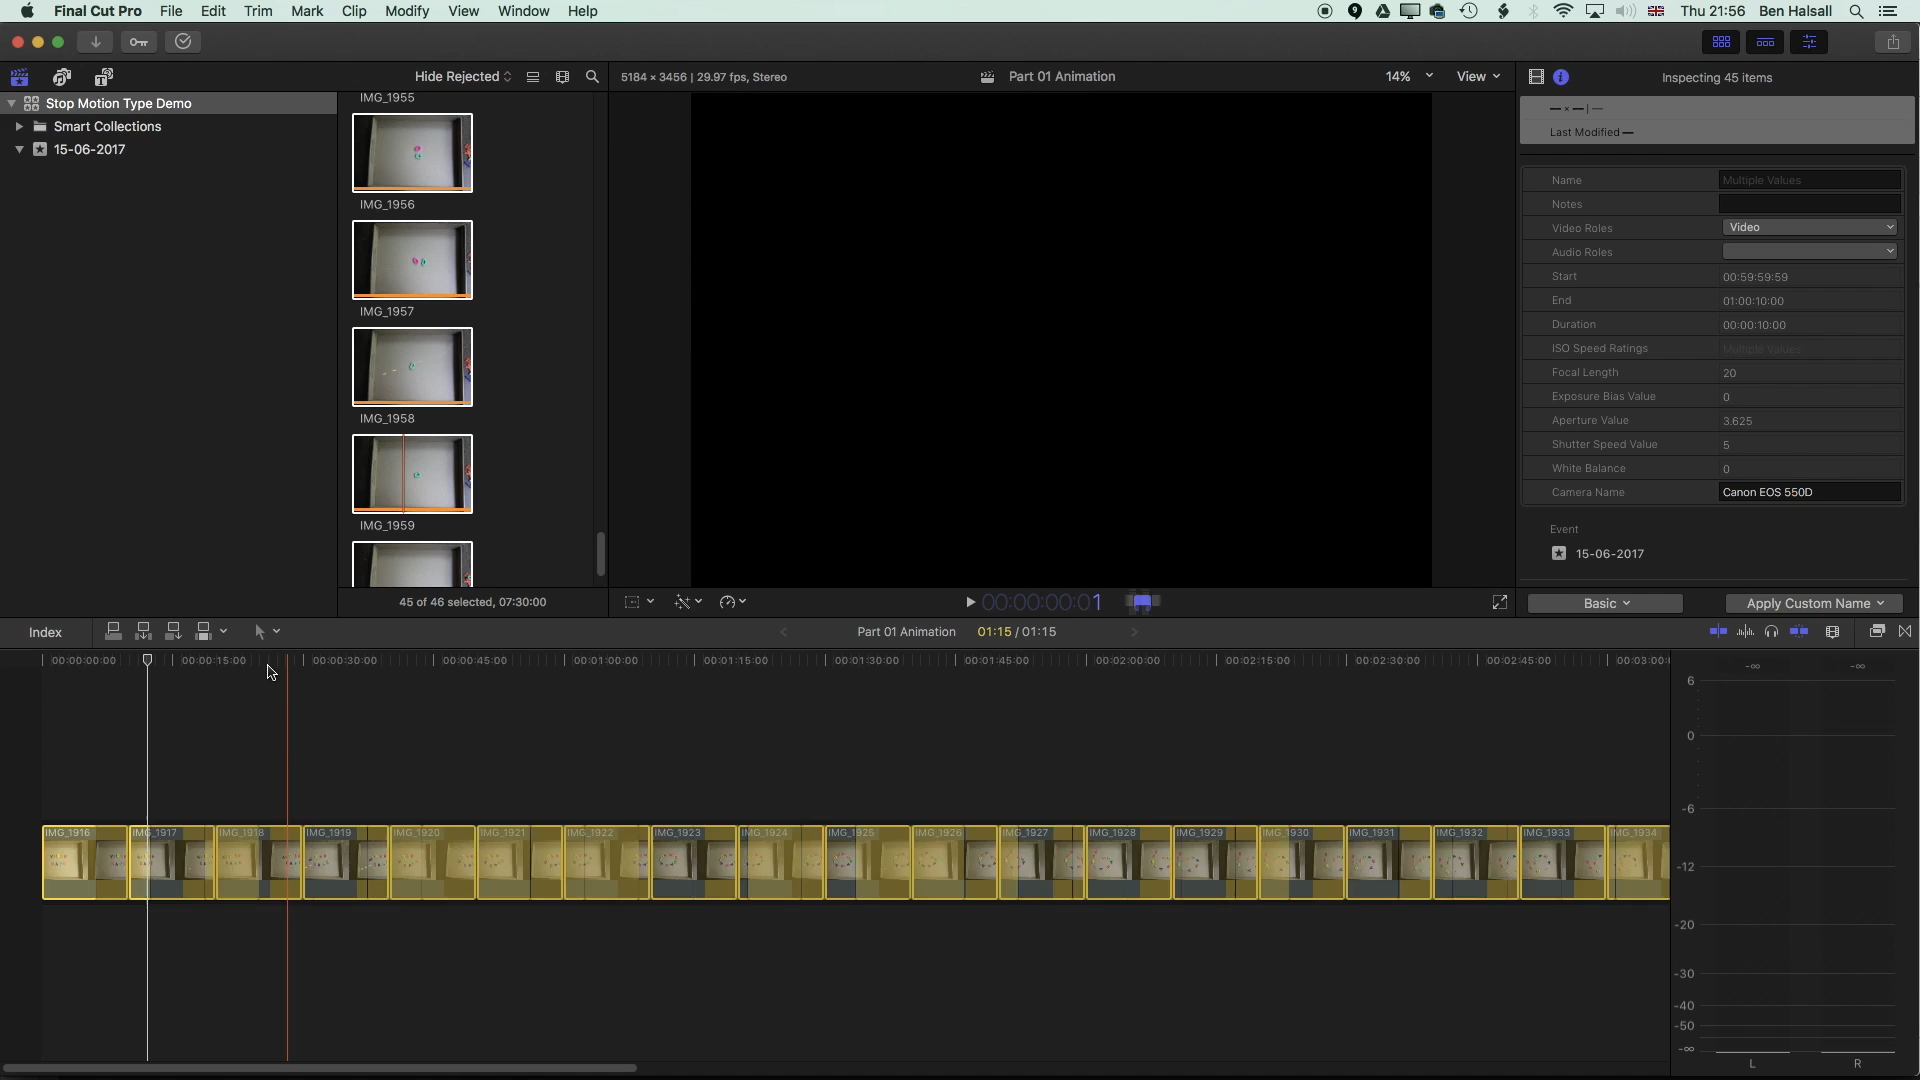 Final Cut Pro File Edit Trim Mark Clip Modify View Window Help
9 Thu 21:56 Ben Halsall
Hide Rejected
5184 × 3456 | 29.97 fps, Stereo
Part 01 Animation
14%
View
Inspecting 45 items
Stop Motion Type Demo
Smart Collections
15-06-2017
IMG_1955
IMG_1956
IMG_1957
IMG_1958
IMG_1959
45 of 46 selected, 07:30:00
00:00:00:01
— × — | —
Last Modified —
Name Multiple Values
Notes
Video Roles Video
Audio Roles
Start 00:59:59:59
End 01:00:10:00
Duration 00:00:10:00
ISO Speed Ratings Multiple Values
Focal Length 20
Exposure Bias Value 0
Aperture Value 3.625
Shutter Speed Value 5
White Balance 0
Camera Name Canon EOS 550D
Event
15-06-2017
Basic
Apply Custom Name
Index
Part 01 Animation 01:15 / 01:15
00:00:00:00 00:00:15:00 00:00:30:00 00:00:45:00 00:01:00:00 00:01:15:00 00:01:30:00 00:01:45:00 00:02:00:00 00:02:15:00 00:02:30:00 00:02:45:00 00:03:00:
IMG_1916 IMG_1917 IMG_1918 IMG_1919 IMG_1920 IMG_1921 IMG_1922 IMG_1923 IMG_1924 IMG_1925 IMG_1926 IMG_1927 IMG_1928 IMG_1929 IMG_1930 IMG_1931 IMG_1932 IMG_1933 IMG_1934
-∞ -∞
6
0
-6
-12
-20
-30
-40
-50
-∞
L R